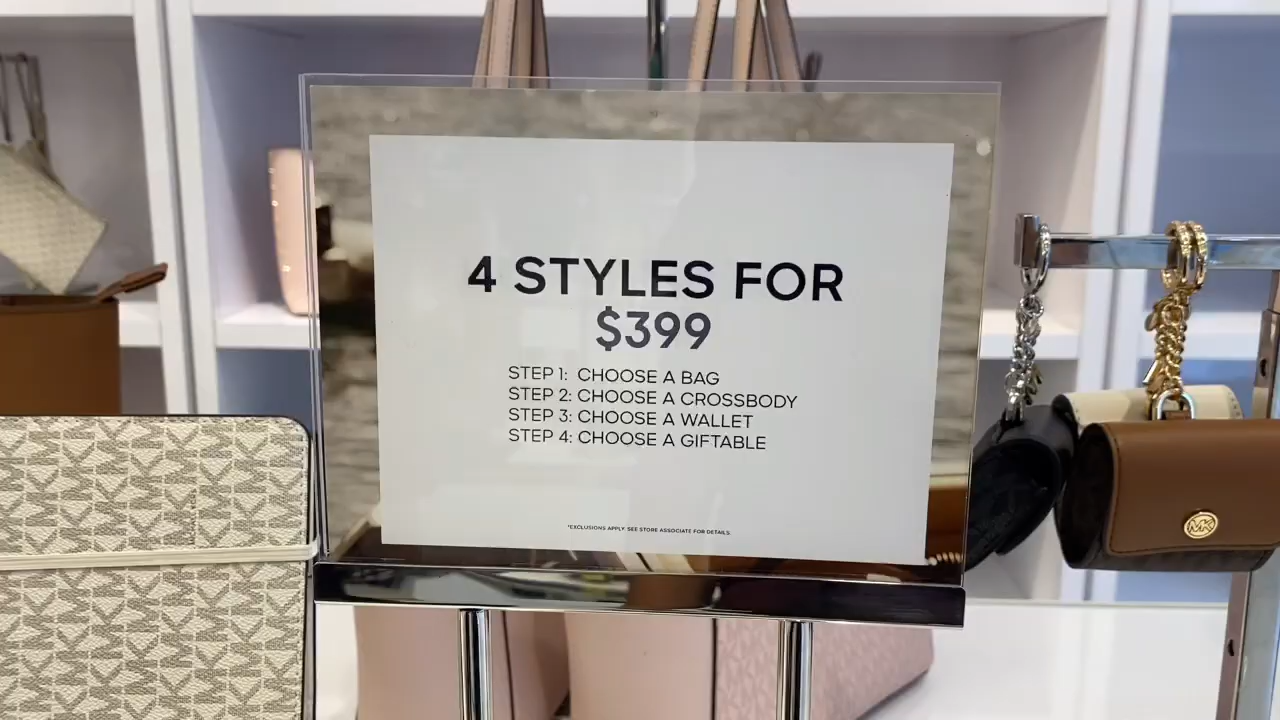 4 STYLES FOR
$399
STEP 1: CHOOSE A BAG
STEP 2: CHOOSE A CROSSBODY
STEP 3: CHOOSE A WALLET
STEP 4: CHOOSE A GIFTABLE
*EXCLUSIONS APPLY. SEE STORE ASSOCIATE FOR DETAILS.
MK